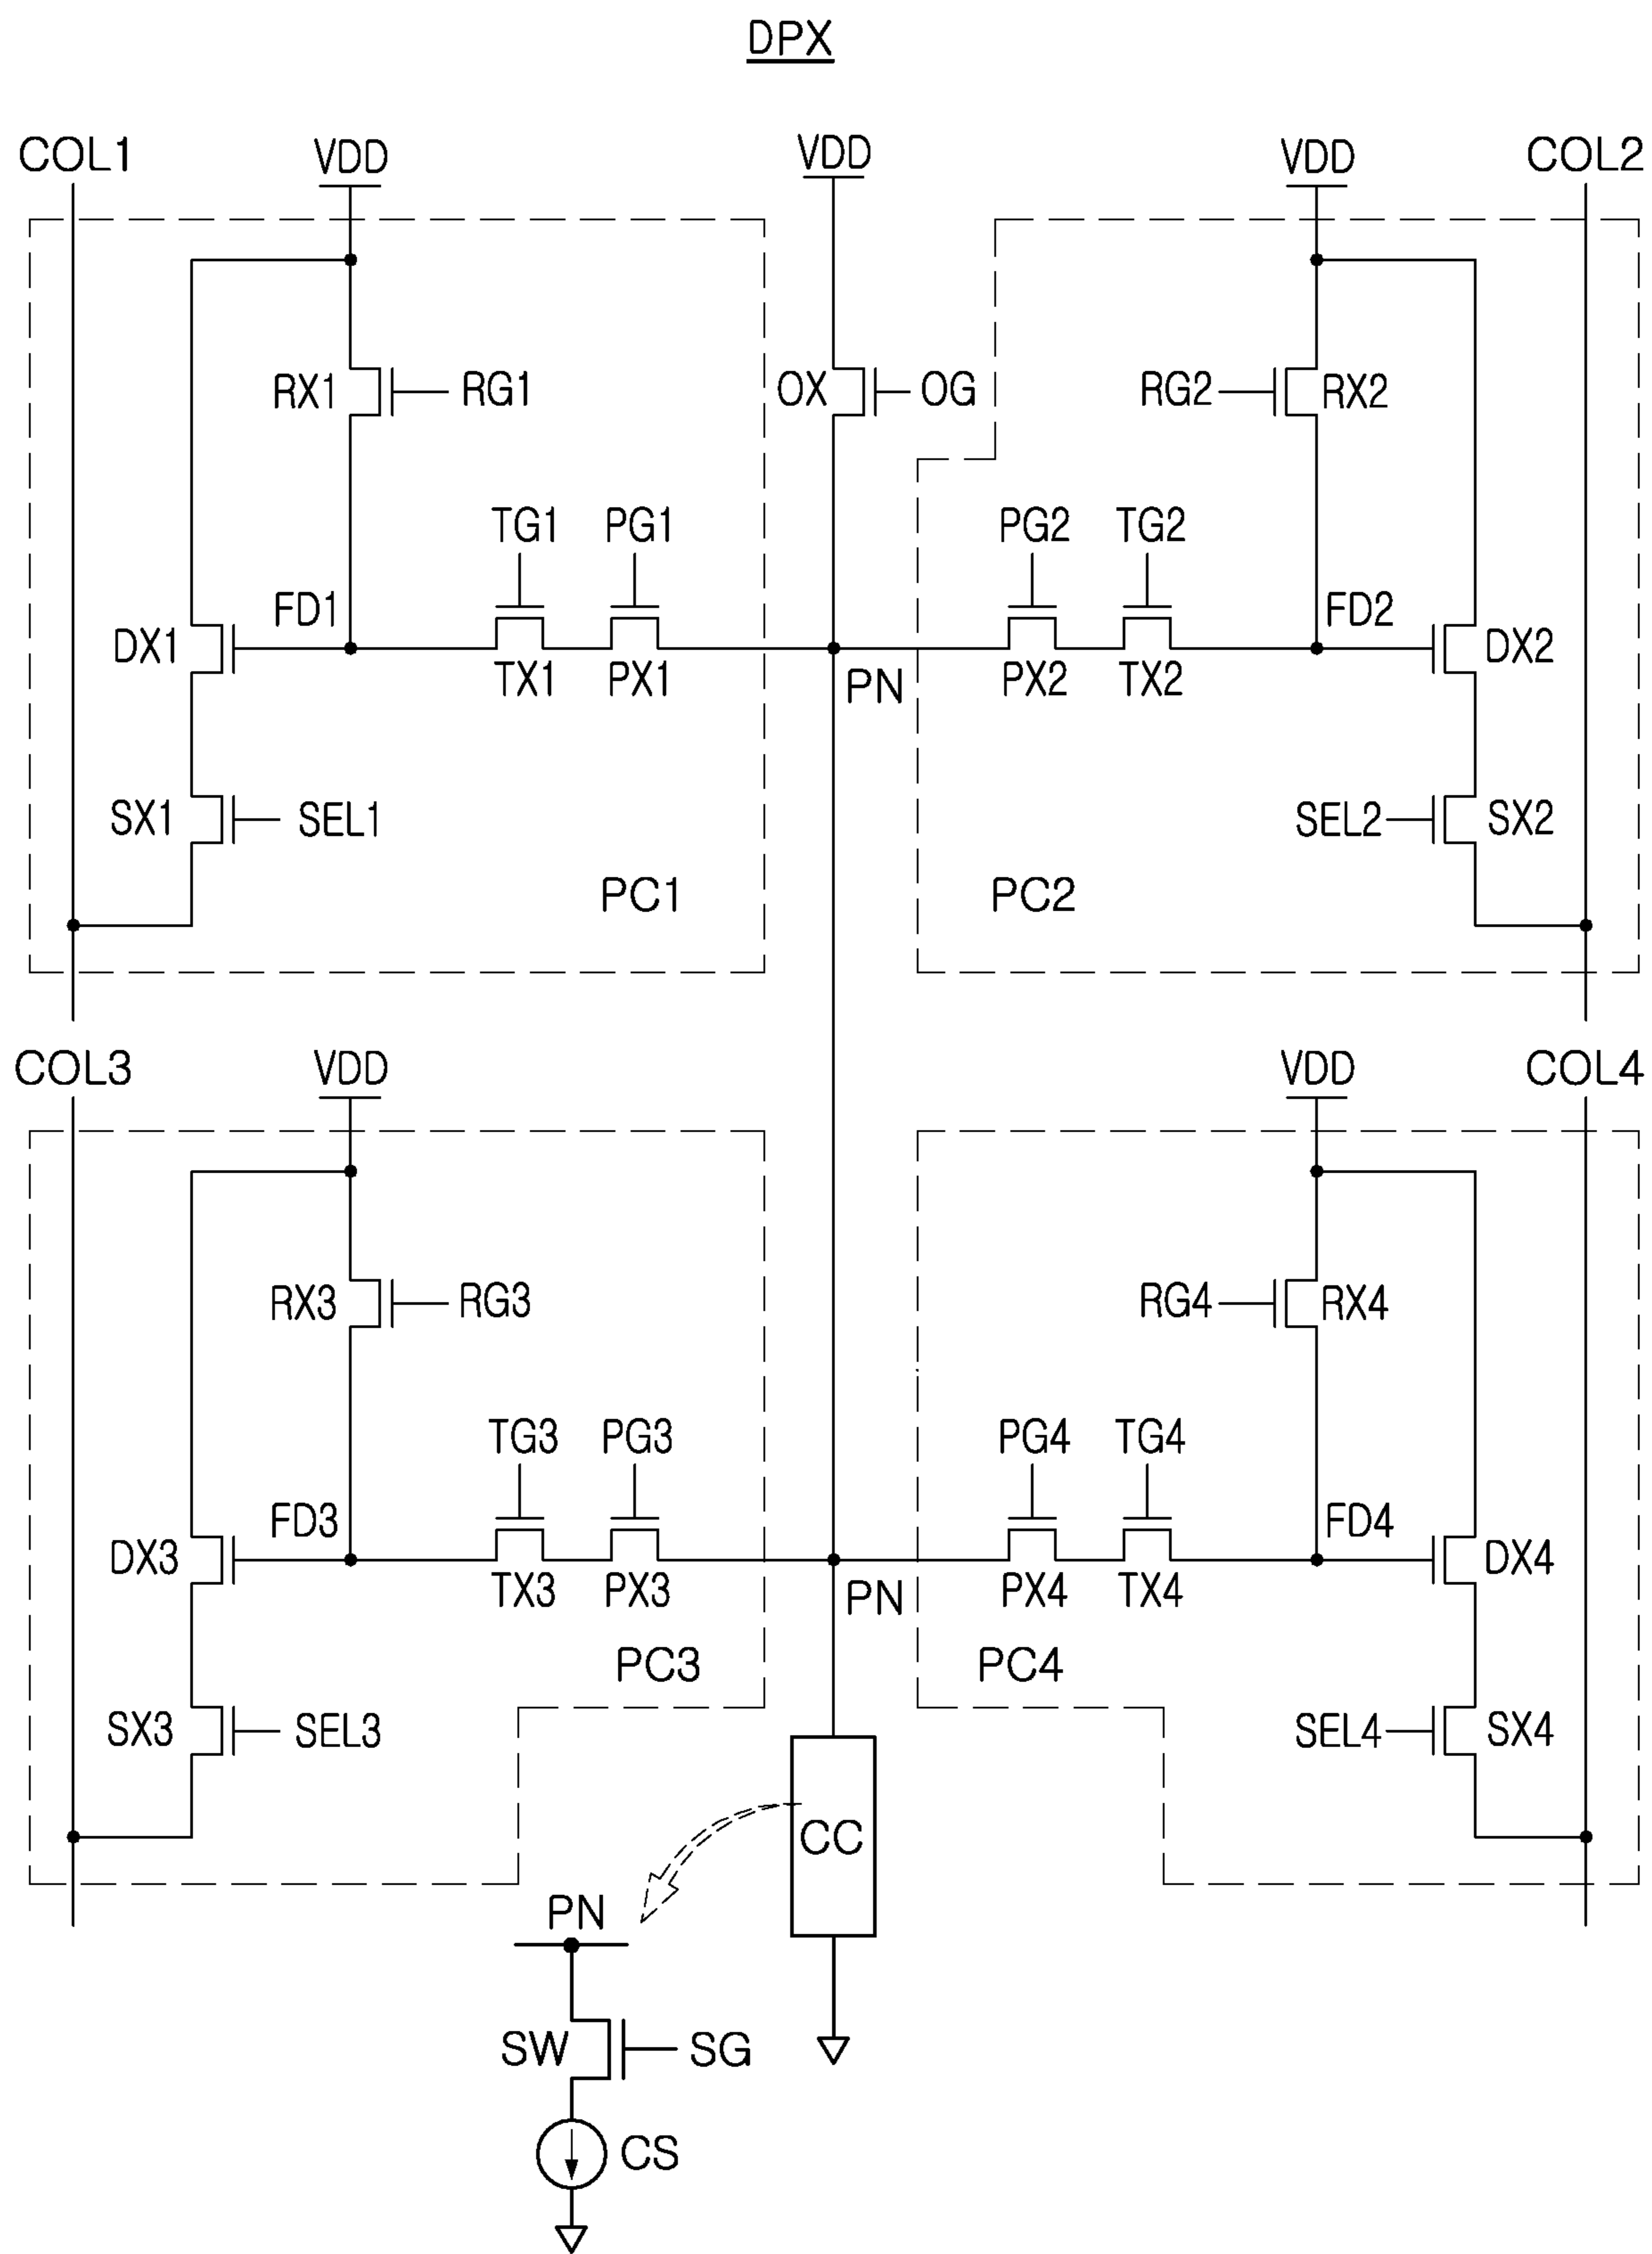 DPX
COL1 VDD VDD VDD COL2
RX1 RG1 OX OG RG2 RX2
TG1 PG1 PG2 TG2
FD1 FD2
DX1 DX2
TX1 PX1 PN PX2 TX2
SX1 SEL1 SEL2 SX2
PC1 PC2
COL3 VDD VDD COL4
RX3 RG3 RG4 RX4
TG3 PG3 PG4 TG4
FD3 FD4
DX3 DX4
TX3 PX3 PN PX4 TX4
PC3 PC4
SX3 SEL3 SEL4 SX4
CC
PN
SW SG
CS